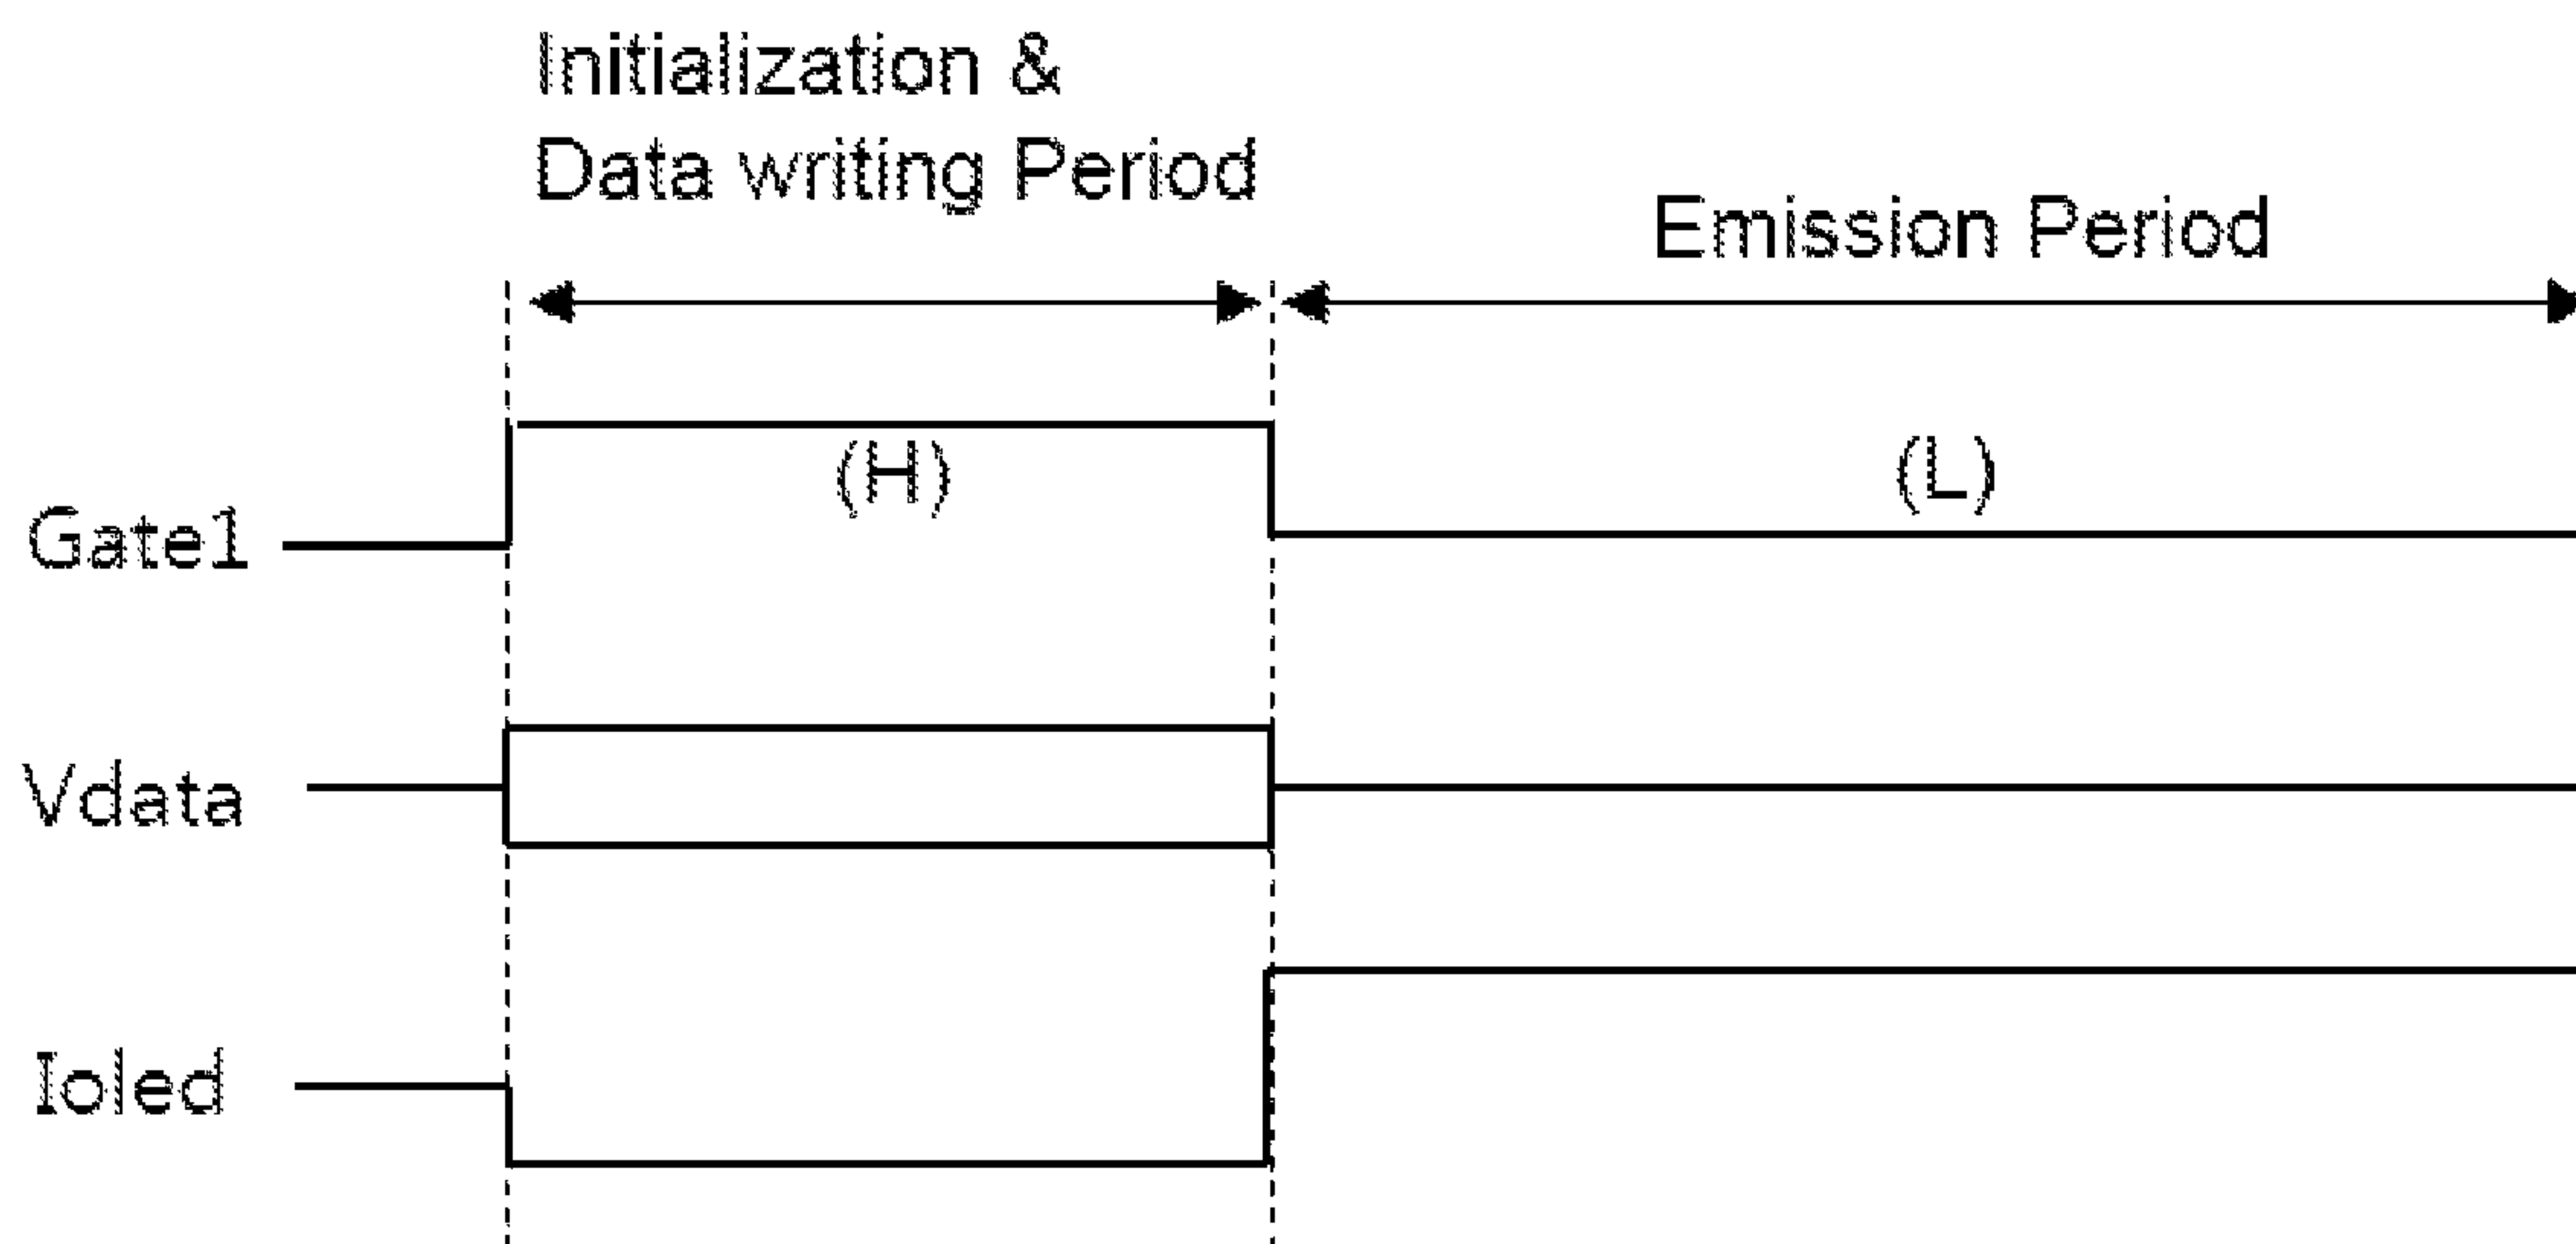 Initialization &
Data writing Period
Emission Period
(H)
(L)
Gate1
Vdata
Ioled